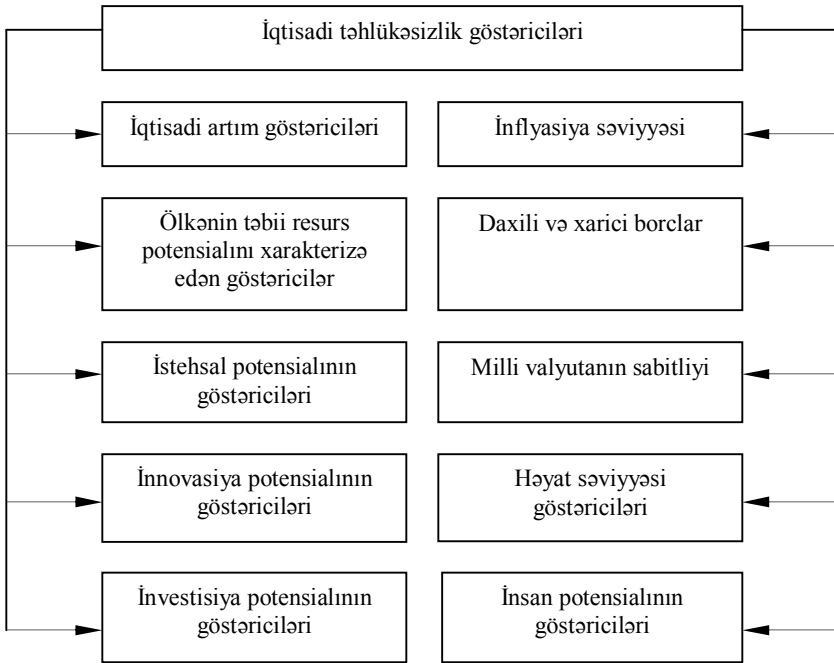 İqtisadi təhlükəsizlik göstəriciləri
İqtisadi artım göstəriciləri
İnflyasiya səviyyəsi
Ölkənin təbii resurs
potensialını xarakterizə
edən göstəricilər
Daxili və xarici borclar
İstehsal potensialının
göstəriciləri
Milli valyutanın sabitliyi
İnnovasiya potensialının
göstəriciləri
Həyat səviyyəsi
göstəriciləri
İnvestisiya potensialının
göstəriciləri
İnsan potensialının
göstəriciləri